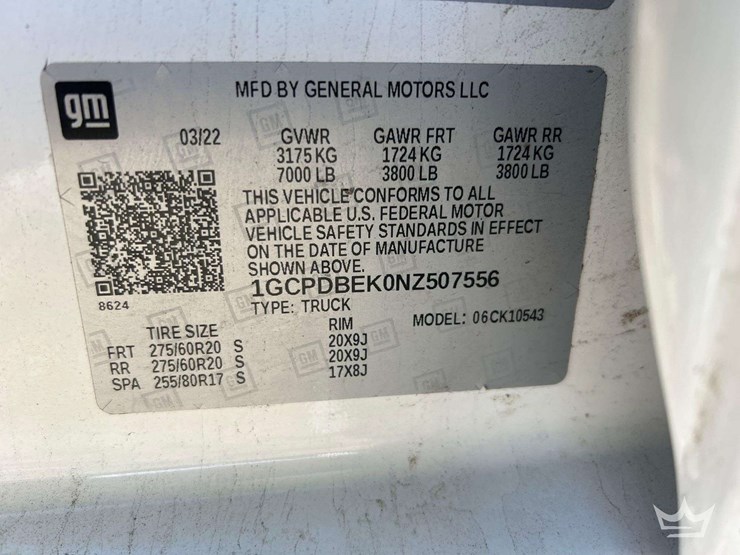 gm
MFD BY GENERAL MOTORS LLC
03/22 GVWR GAWR FRT GAWR RR
3175 KG 1724 KG 1724 KG
7000 LB 3800 LB 3800 LB
THIS VEHICLE CONFORMS TO ALL
APPLICABLE U.S. FEDERAL MOTOR
VEHICLE SAFETY STANDARDS IN EFFECT
ON THE DATE OF MANUFACTURE
SHOWN ABOVE.
8624
1GCPDBEK0NZ507556
TYPE: TRUCK MODEL: 06CK10543
TIRE SIZE RIM
FRT 275/60R20 S 20X9J
RR 275/60R20 S 20X9J
SPA 255/80R17 S 17X8J